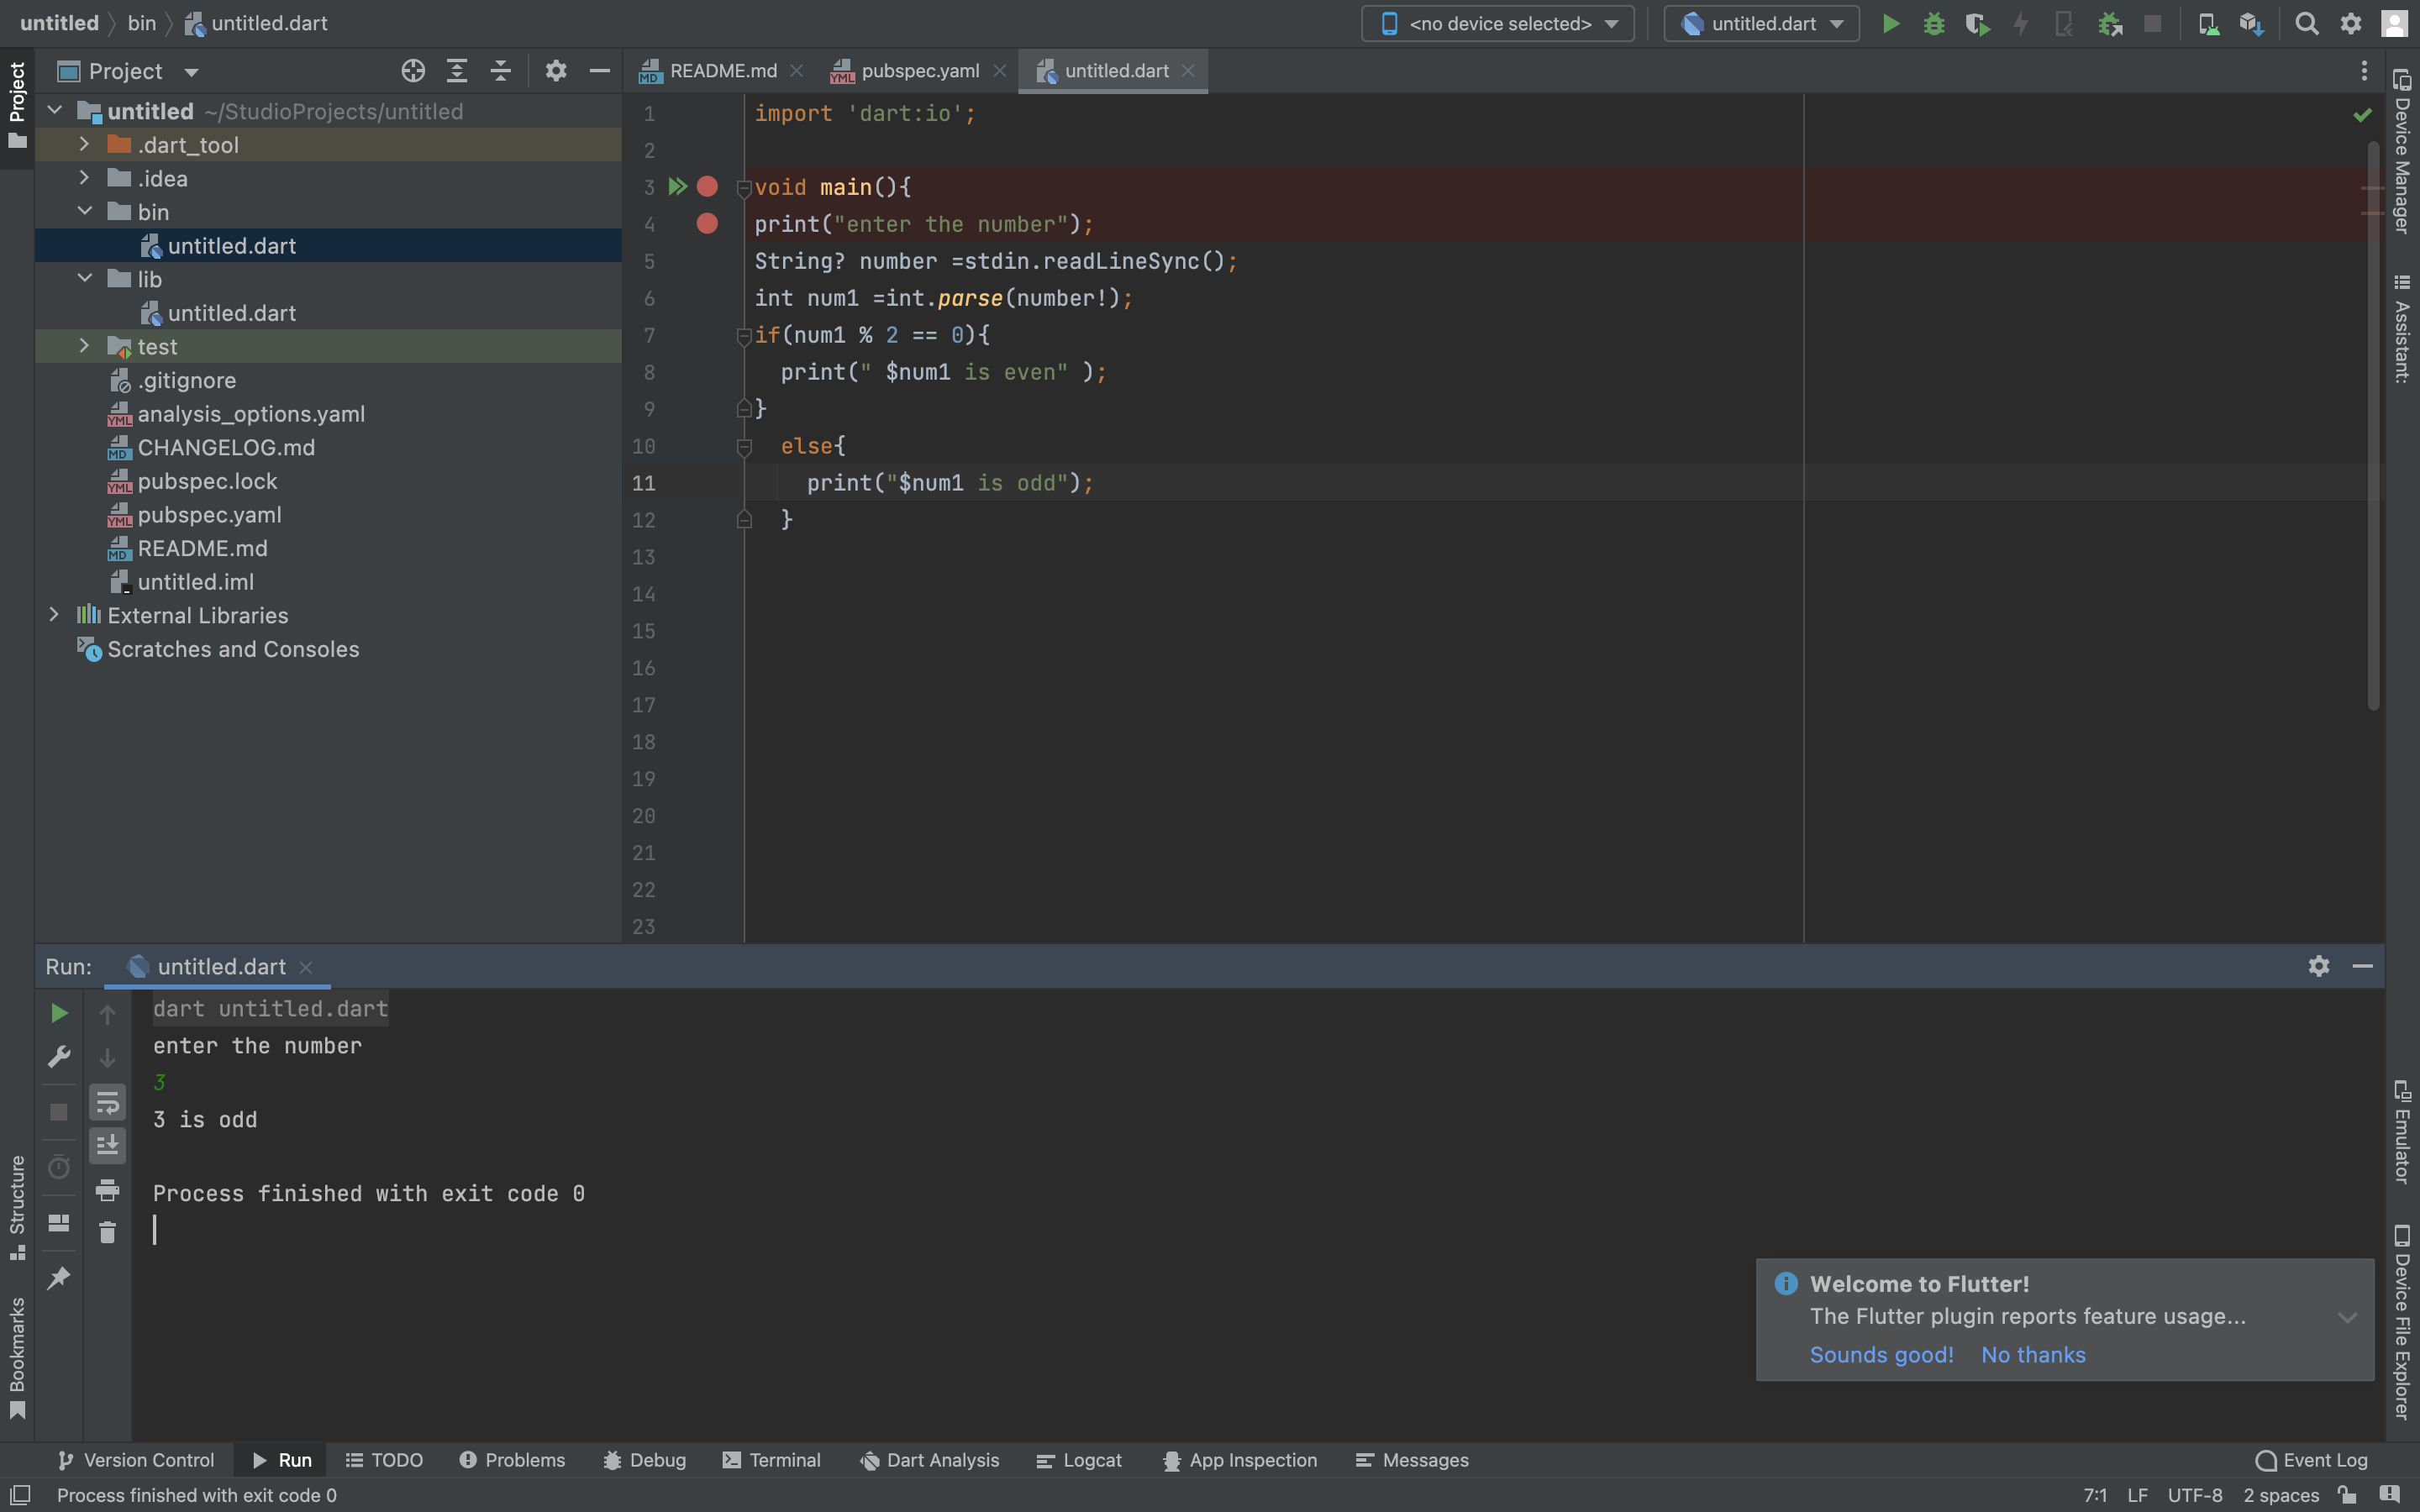 untitled bin untitled.dart
<no device selected> untitled.dart
Project
Project
untitled ~/StudioProjects/untitled
.dart_tool
.idea
bin
untitled.dart
lib
untitled.dart
test
.gitignore
YML analysis_options.yaml
MD CHANGELOG.md
YML pubspec.lock
YML pubspec.yaml
MD README.md
untitled.iml
External Libraries
Scratches and Consoles
MD README.md YML pubspec.yaml untitled.dart
1 import 'dart:io';
2
3 void main(){
4 print("enter the number");
5 String? number =stdin.readLineSync();
6 int num1 =int.parse(number!);
7 if(num1 % 2 == 0){
8 print(" $num1 is even" );
9 }
10 else{
11 print("$num1 is odd");
12 }
13
14
15
16
17
18
19
20
21
22
23
Device Manager
Assistant:
Emulator
Device File Explorer
Structure
Bookmarks
Run: untitled.dart
dart untitled.dart
enter the number
3
3 is odd
Process finished with exit code 0
Welcome to Flutter!
The Flutter plugin reports feature usage...
Sounds good! No thanks
Version Control Run TODO Problems Debug Terminal Dart Analysis Logcat App Inspection Messages Event Log
Process finished with exit code 0 7:1 LF UTF-8 2 spaces